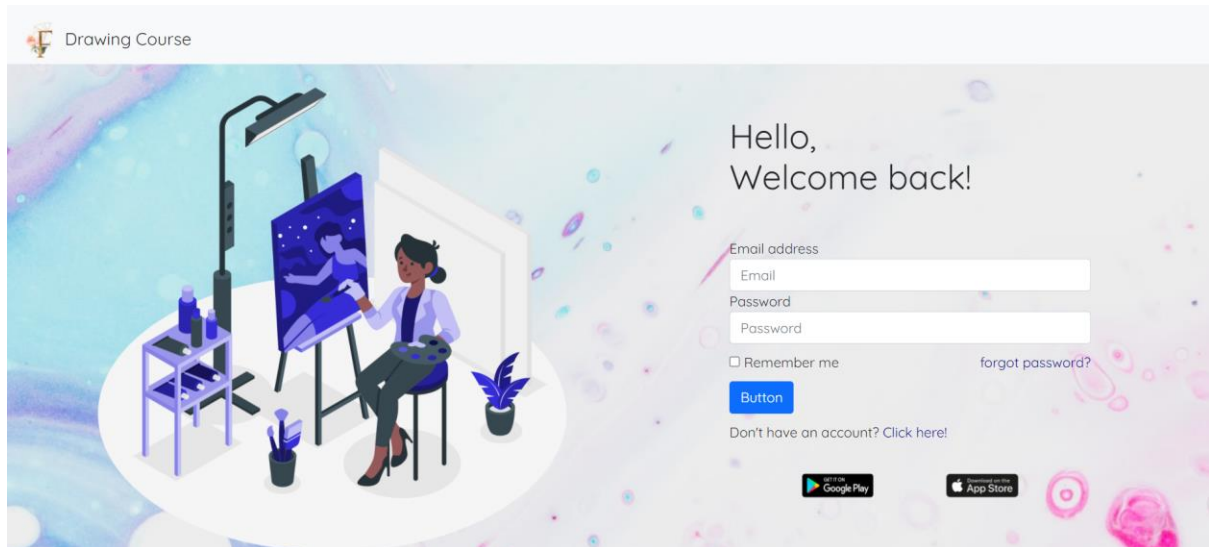 Drawing Course
Hello,
Welcome back!
Email address
Email
Password
Password
Remember me
forgot password?
Button
Don't have an account? Click here!
GET IT ON
Google Play
Download on the
App Store